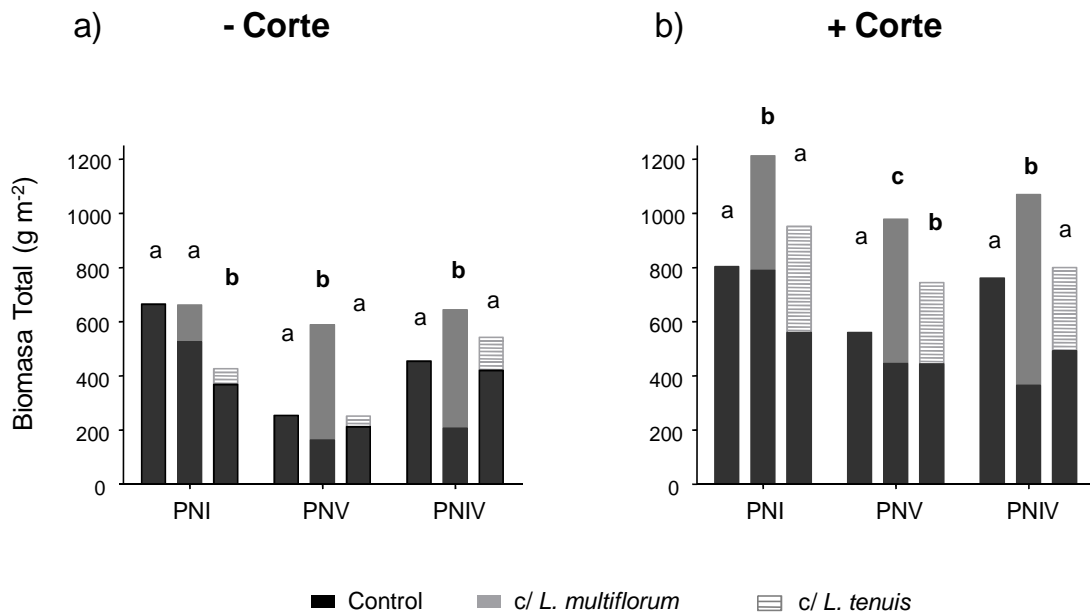 a) - Corte
b) + Corte
Biomasa Total (g m-2)
1200
1000
800
600
400
200
0
a a b
a b a
a b a
PNI PNV PNIV
1200
1000
800
600
400
200
0
a b a
a c b
a b a
PNI PNV PNIV
Control c/ L. multiflorum c/ L. tenuis